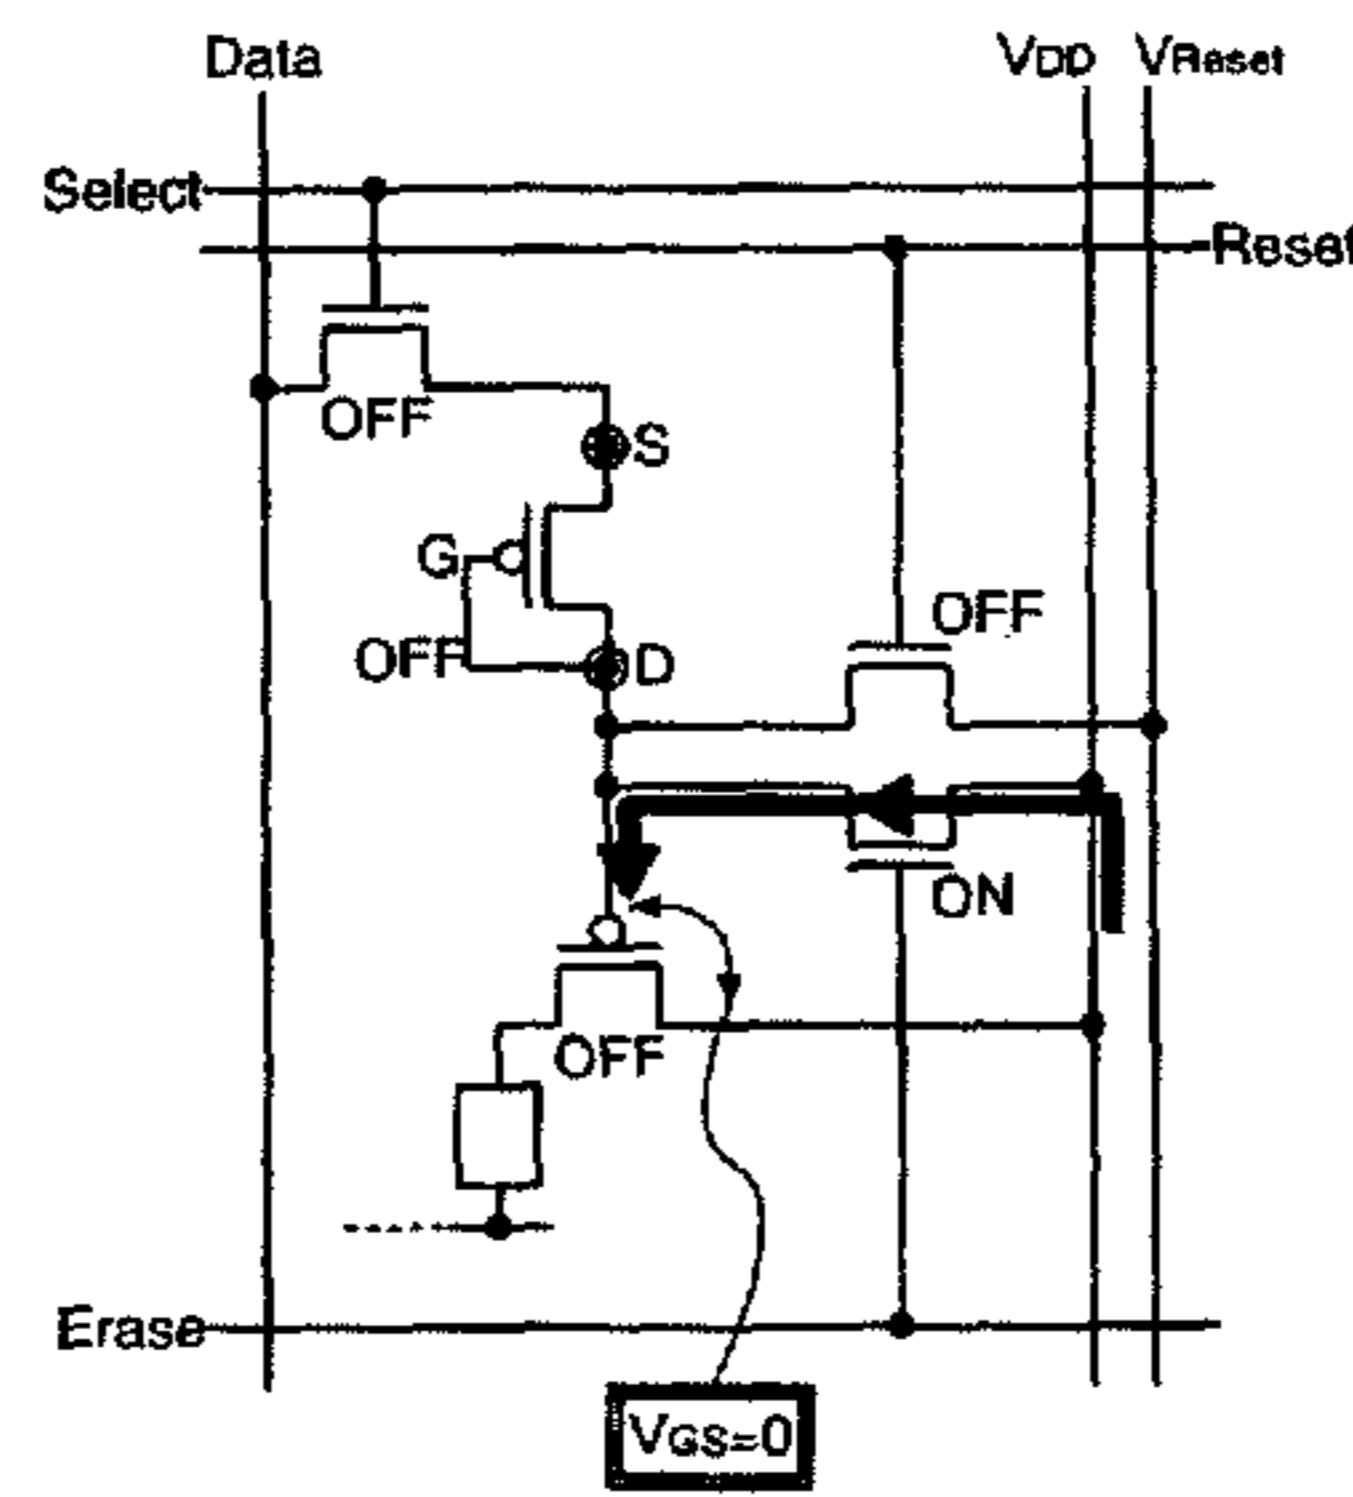 Data
VDD
VReset
Select
Reset
OFF
S
G
OFF
D
OFF
ON
OFF
Erase
VGS=0